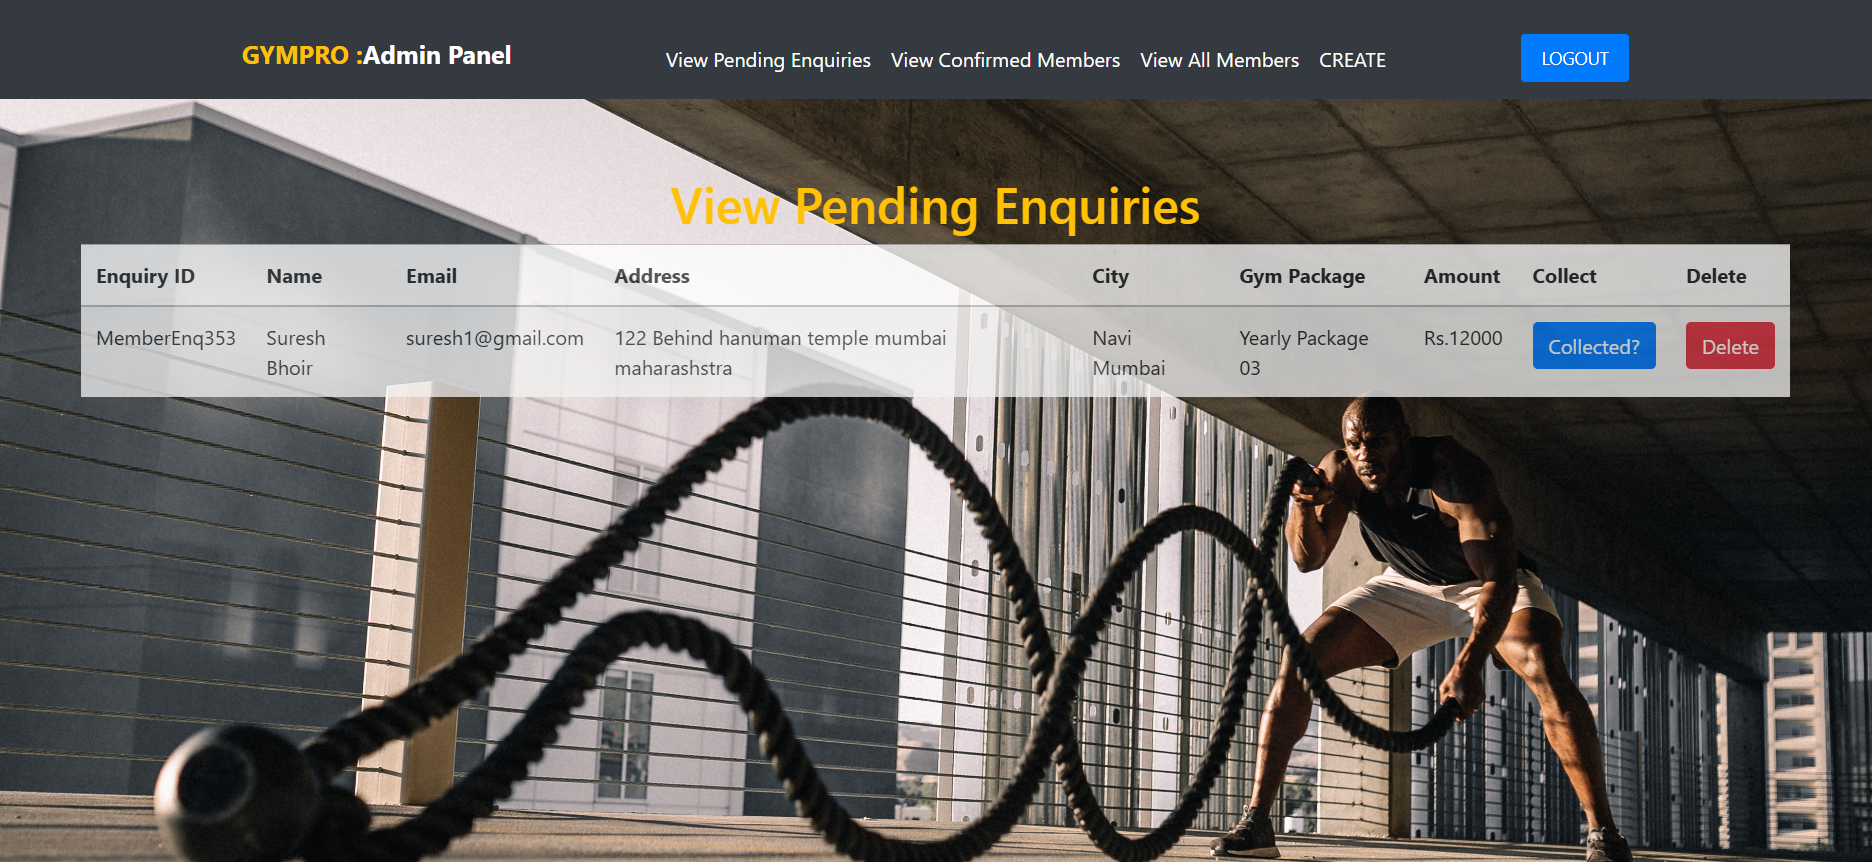 GYMPRO :Admin Panel
View Pending Enquiries View Confirmed Members View All Members CREATE
LOGOUT
View Pending Enquiries
Enquiry ID Name Email Address City Gym Package Amount Collect Delete
MemberEnq353 Suresh suresh1@gmail.com 122 Behind hanuman temple mumbai Navi Yearly Package Rs.12000 Collected? Delete
Bhoir maharashstra Mumbai 03